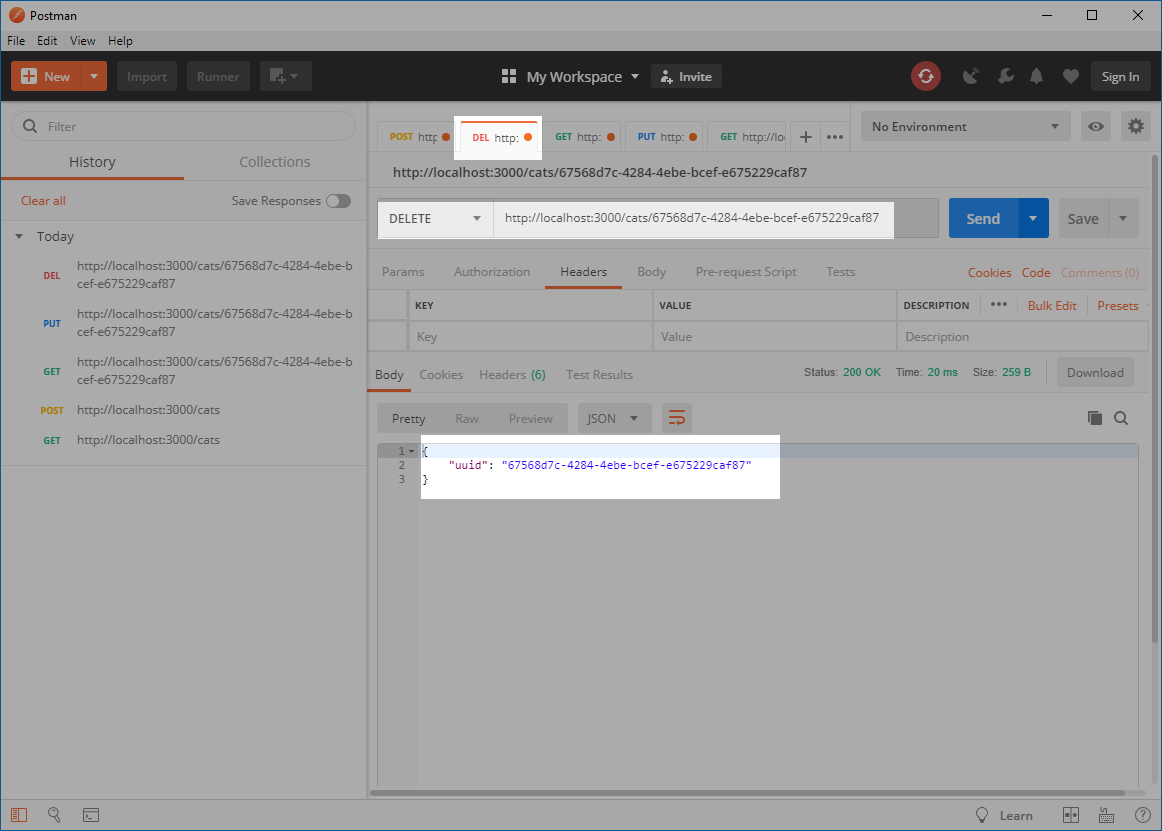 Postman
File Edit View Help
New Import Runner My Workspace Invite Sign In
Filter
History Collections
Clear all Save Responses
Today
DEL http://localhost:3000/cats/67568d7c-4284-4ebe-b
cef-e675229caf87
PUT http://localhost:3000/cats/67568d7c-4284-4ebe-b
cef-e675229caf87
GET http://localhost:3000/cats/67568d7c-4284-4ebe-b
cef-e675229caf87
POST http://localhost:3000/cats
GET http://localhost:3000/cats
POST http DEL http: GET http: PUT http: GET http://loc + ••• No Environment
http://localhost:3000/cats/67568d7c-4284-4ebe-bcef-e675229caf87
DELETE http://localhost:3000/cats/67568d7c-4284-4ebe-bcef-e675229caf87 Send Save
Params Authorization Headers Body Pre-request Script Tests Cookies Code Comments (0)
KEY VALUE DESCRIPTION ••• Bulk Edit Presets
Key Value Description
Body Cookies Headers (6) Test Results Status: 200 OK Time: 20 ms Size: 259 B Download
Pretty Raw Preview JSON
1 {
2 "uuid": "67568d7c-4284-4ebe-bcef-e675229caf87"
3 }
Learn